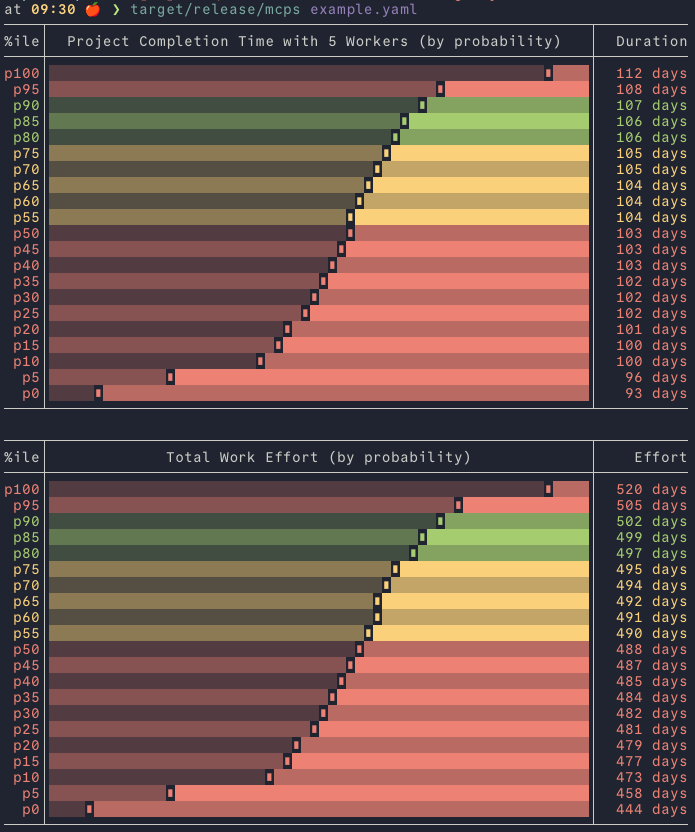 at 09:30 🍎 ❯ target/release/mcps example.yaml
%ile Project Completion Time with 5 Workers (by probability) Duration
p100 112 days
p95 108 days
p90 107 days
p85 106 days
p80 106 days
p75 105 days
p70 105 days
p65 104 days
p60 104 days
p55 104 days
p50 103 days
p45 103 days
p40 103 days
p35 102 days
p30 102 days
p25 102 days
p20 101 days
p15 100 days
p10 100 days
p5 96 days
p0 93 days
%ile Total Work Effort (by probability) Effort
p100 520 days
p95 505 days
p90 502 days
p85 499 days
p80 497 days
p75 495 days
p70 494 days
p65 492 days
p60 491 days
p55 490 days
p50 488 days
p45 487 days
p40 485 days
p35 484 days
p30 482 days
p25 481 days
p20 479 days
p15 477 days
p10 473 days
p5 458 days
p0 444 days